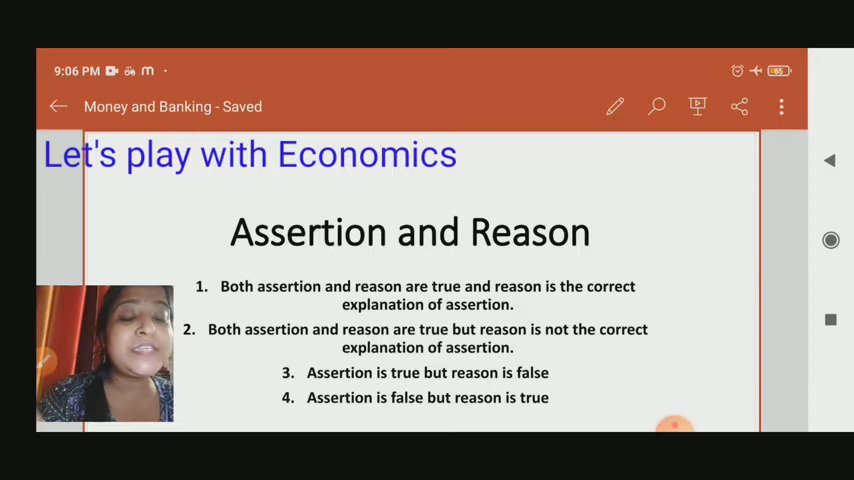 9:06 PM
65
Money and Banking - Saved
Let's play with Economics
Assertion and Reason
1. Both assertion and reason are true and reason is the correct
explanation of assertion.
2. Both assertion and reason are true but reason is not the correct
explanation of assertion.
3. Assertion is true but reason is false
4. Assertion is false but reason is true